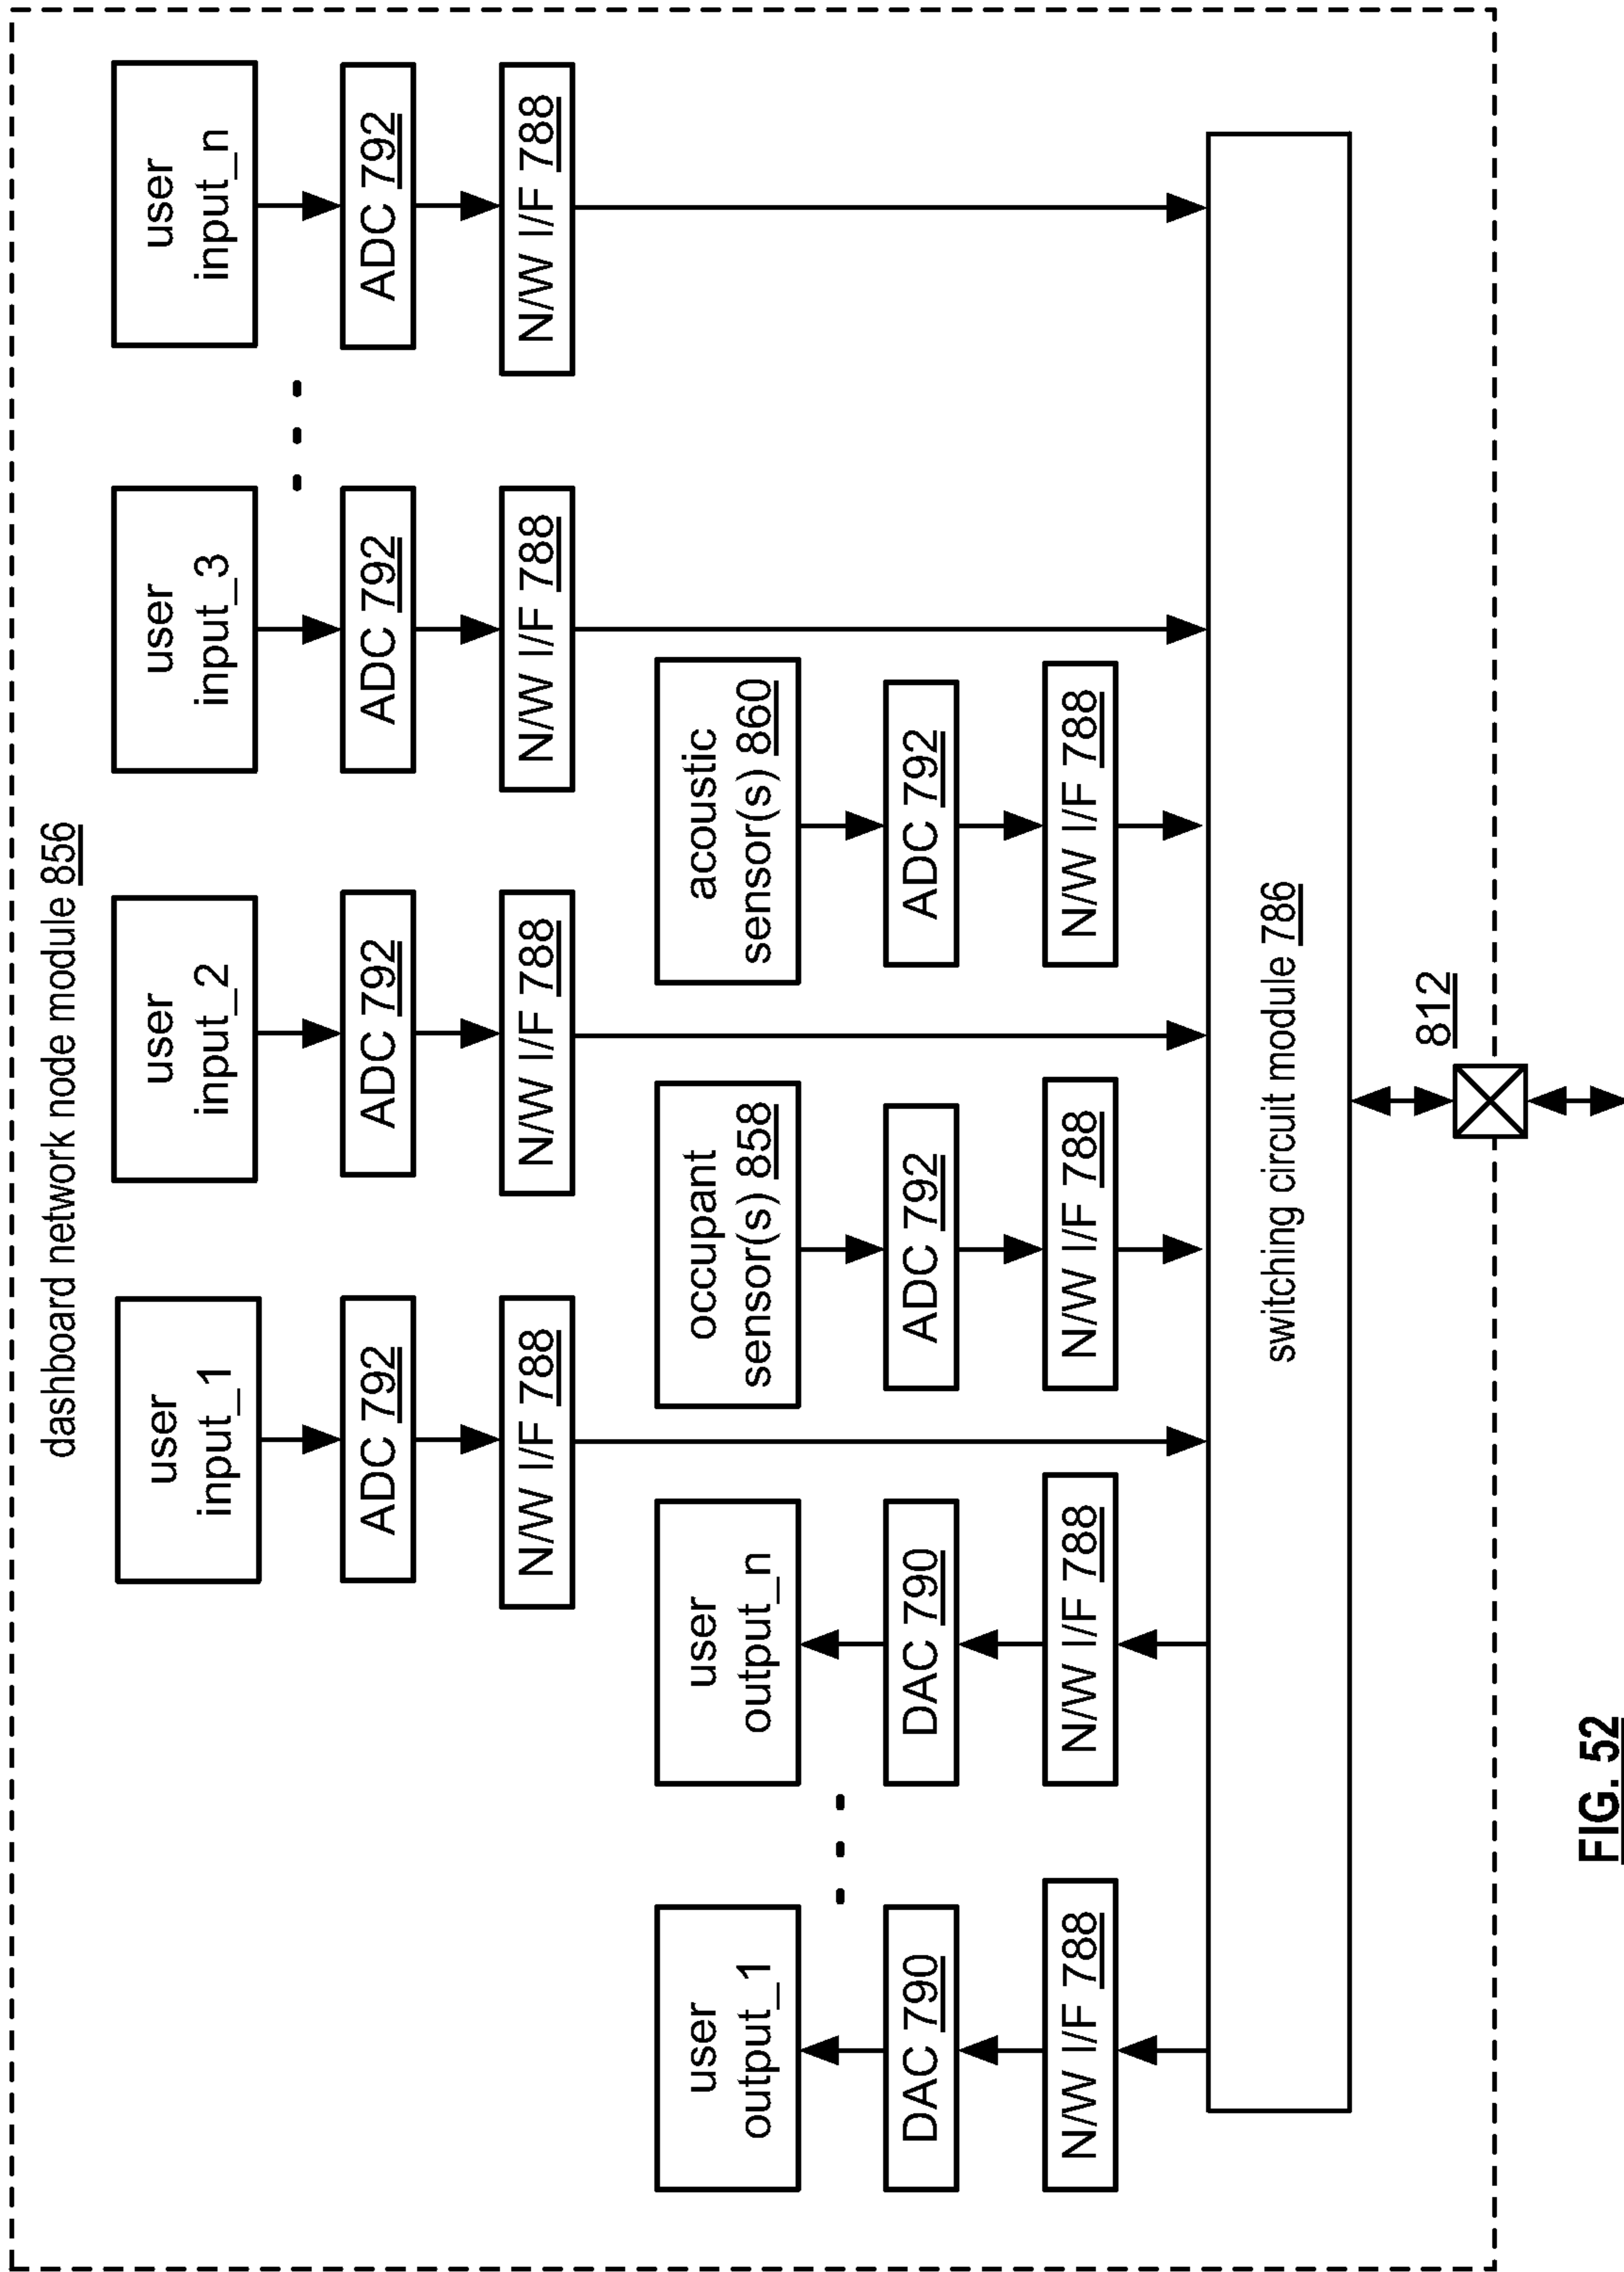 dashboard network node module 856
user
input_1
ADC 792
N/W I/F 788
user
input_2
ADC 792
N/W I/F 788
user
input_3
ADC 792
N/W I/F 788
user
input_n
ADC 792
N/W I/F 788
user
output_1
DAC 790
N/W I/F 788
user
output_n
DAC 790
N/W I/F 788
occupant
sensor(s) 858
ADC 792
N/W I/F 788
acoustic
sensor(s) 860
ADC 792
N/W I/F 788
switching circuit module 786
812
FIG. 52